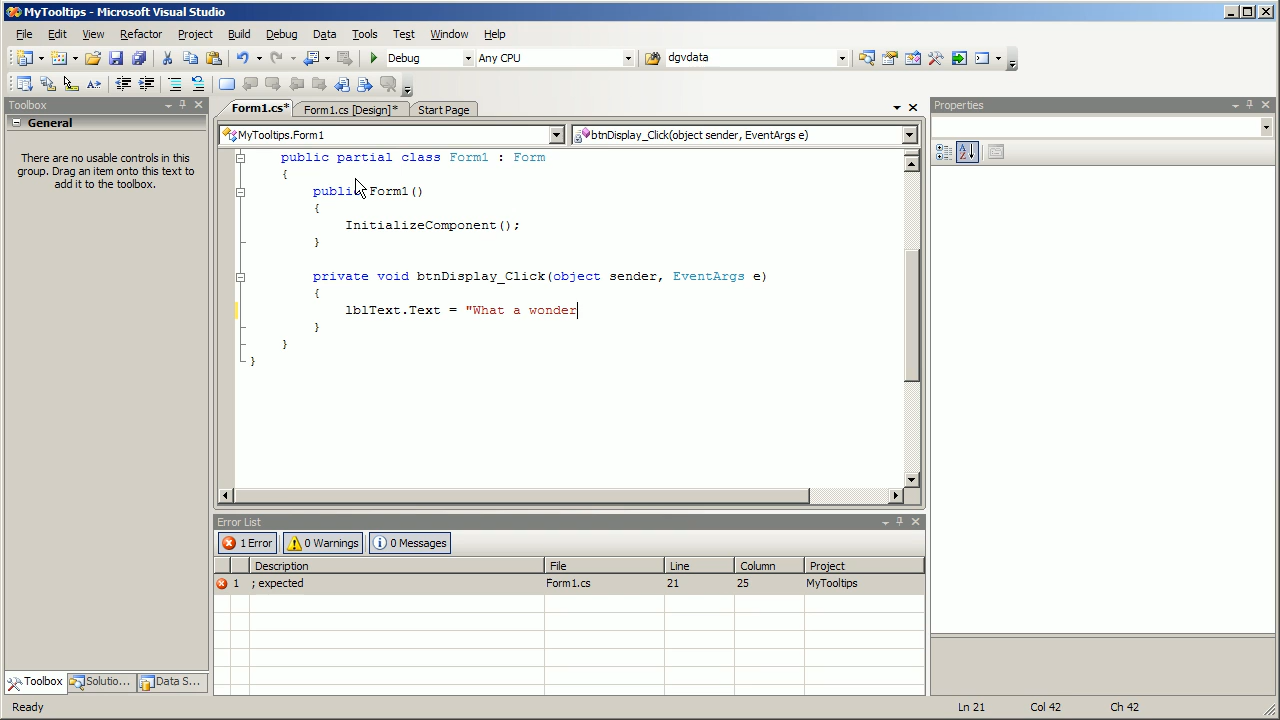 MyTooltips - Microsoft Visual Studio
File Edit View Refactor Project Build Debug Data Tools Test Window Help
Debug Any CPU dgvdata
Toolbox
General
There are no usable controls in this
group. Drag an item onto this text to
add it to the toolbox.
Toolbox Solutio... Data S...
Form1.cs* Form1.cs [Design]* Start Page
MyTooltips.Form1 btnDisplay_Click(object sender, EventArgs e)
public partial class Form1 : Form
{
public Form1()
{
InitializeComponent();
}
private void btnDisplay_Click(object sender, EventArgs e)
{
lblText.Text = "What a wonder
}
}
}
Error List
1 Error 0 Warnings 0 Messages
Description File Line Column Project
1 ; expected Form1.cs 21 25 MyTooltips
Properties
Ready Ln 21 Col 42 Ch 42